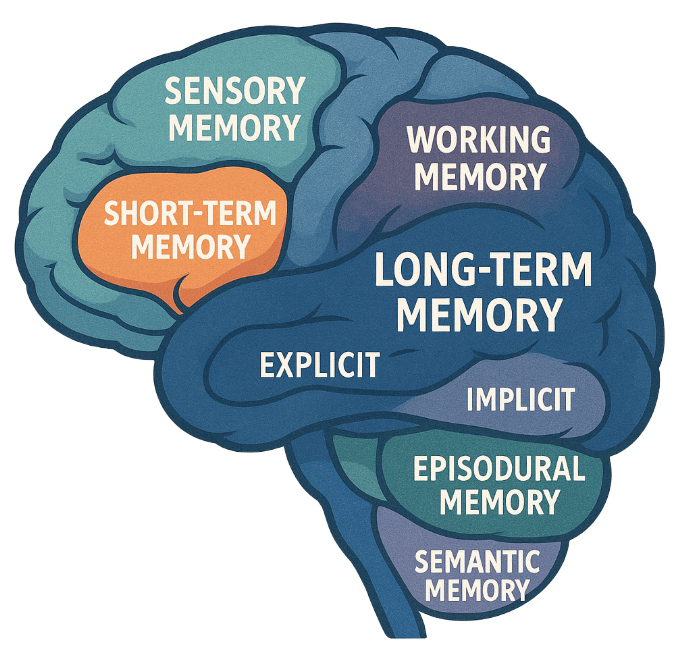 SENSORY
MEMORY
WORKING
MEMORY
SHORT-TERM
MEMORY
LONG-TERM
MEMORY
EXPLICIT
IMPLICIT
EPISODURAL
MEMORY
SEMANTIC
MEMORY